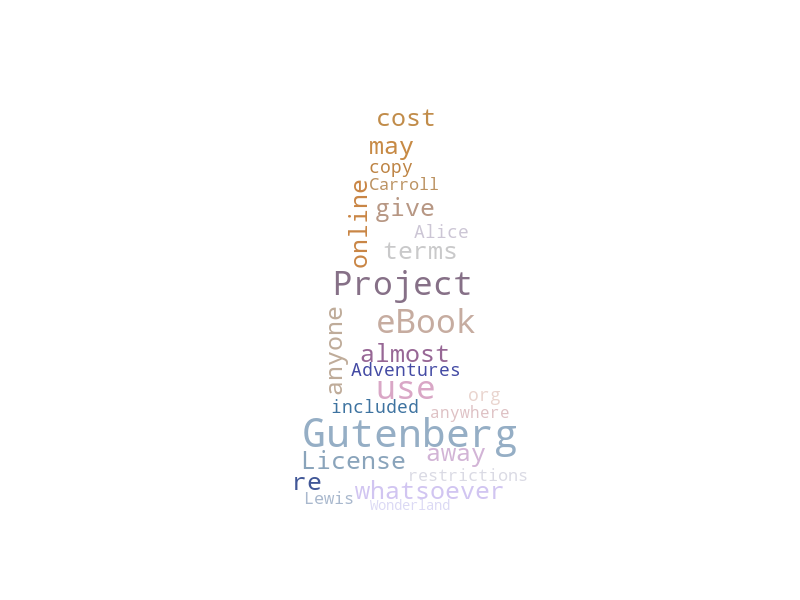 cost
may
copy
Carroll
online
give
Alice
terms
Project
eBook
anyone
almost
Adventures
use
org
included
anywhere
Gutenberg
away
License
restrictions
re
whatsoever
Lewis
Wonderland